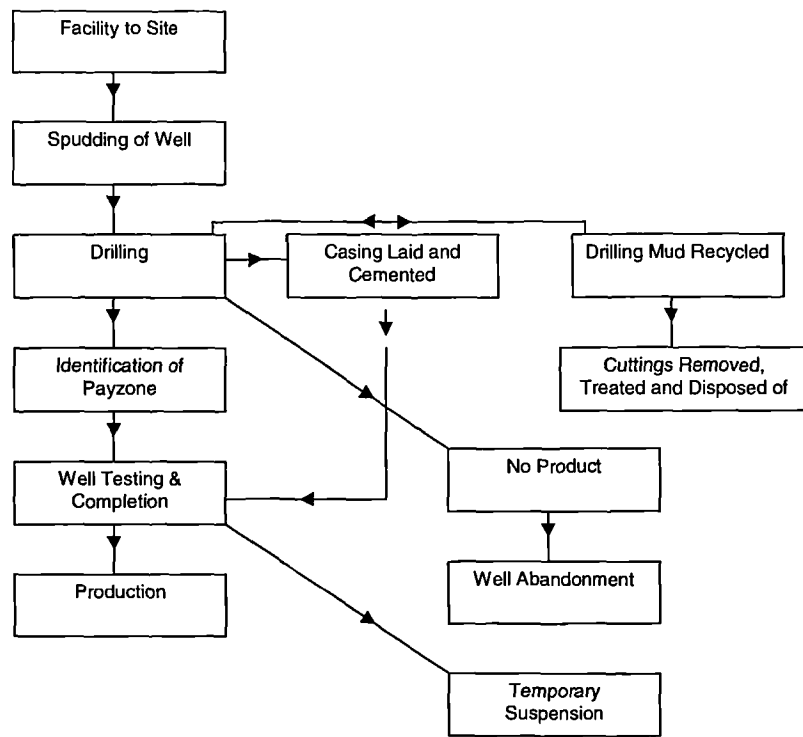 Facility to Site
Spudding of Well
Drilling
Casing Laid and
Cemented
Drilling Mud Recycled
Identification of
Payzone
Cuttings Removed,
Treated and Disposed of
Well Testing &
Completion
No Product
Production
Well Abandonment
Temporary
Suspension